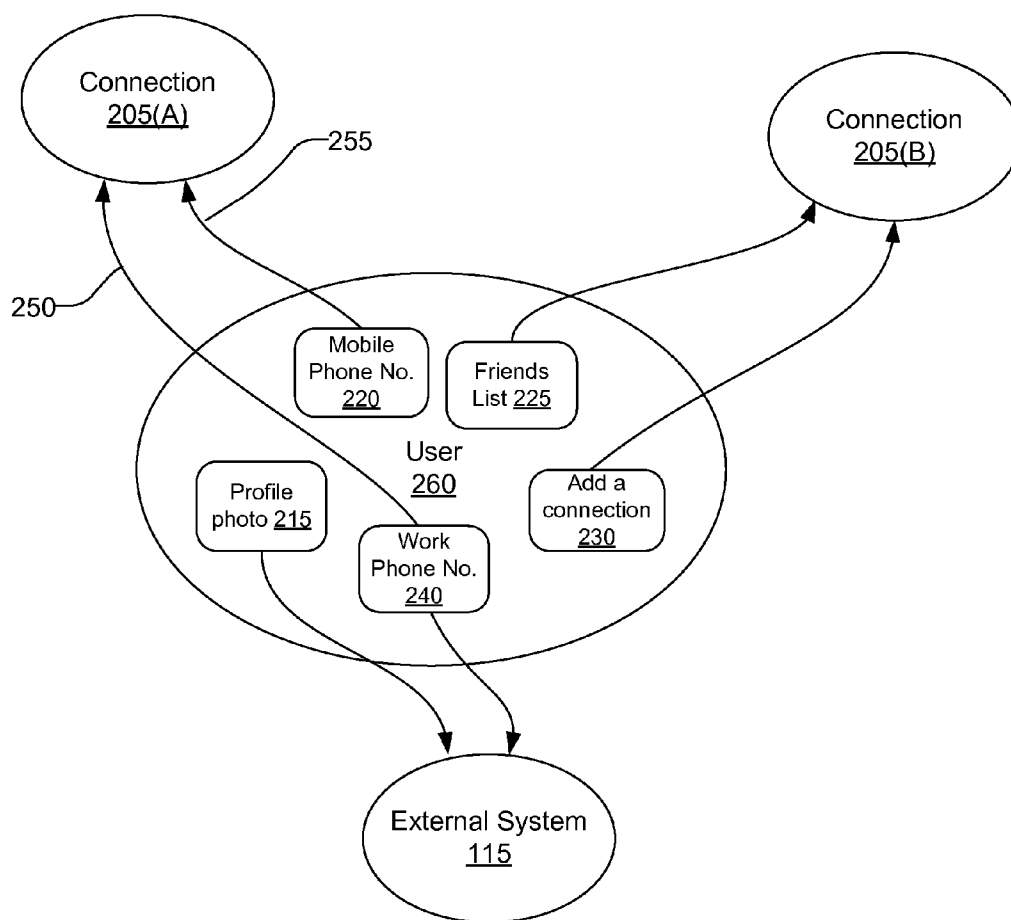 Connection
205(A)
Connection
205(B)
255
250
Mobile
Phone No.
220
Friends
List 225
User
260
Profile
photo 215
Add a
connection
230
Work
Phone No.
240
External System
115